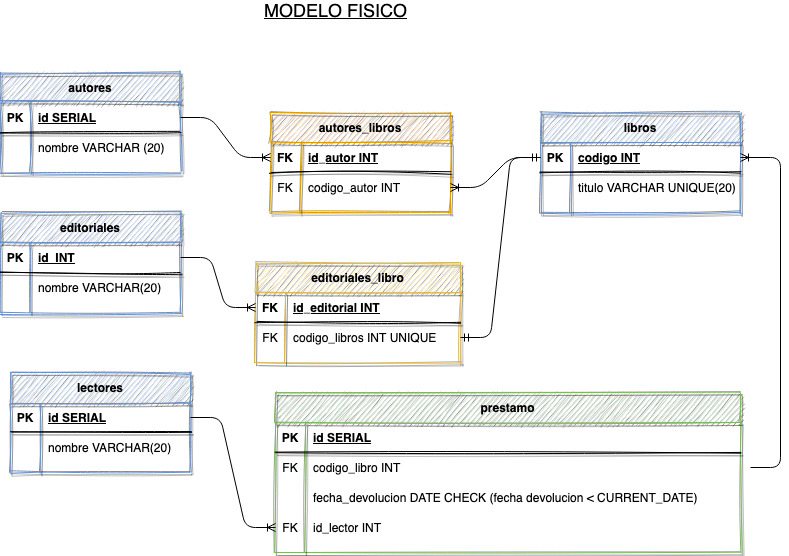 MODELO FISICO
autores
PK id SERIAL
nombre VARCHAR (20)
autores_libros
FK id_autor INT
FK codigo_autor INT
libros
PK codigo INT
titulo VARCHAR UNIQUE(20)
editoriales
id INT
PK
nombre VARCHAR(20)
editoriales_libro
FK id_editorial INT
FK codigo_libros INT UNIQUE
lectores
PK id SERIAL
nombre VARCHAR(20)
prestamo
PK id SERIAL
FK codigo_libro INT
fecha_devolucion DATE CHECK (fecha devolucion < CURRENT_DATE)
FK id_lector INT